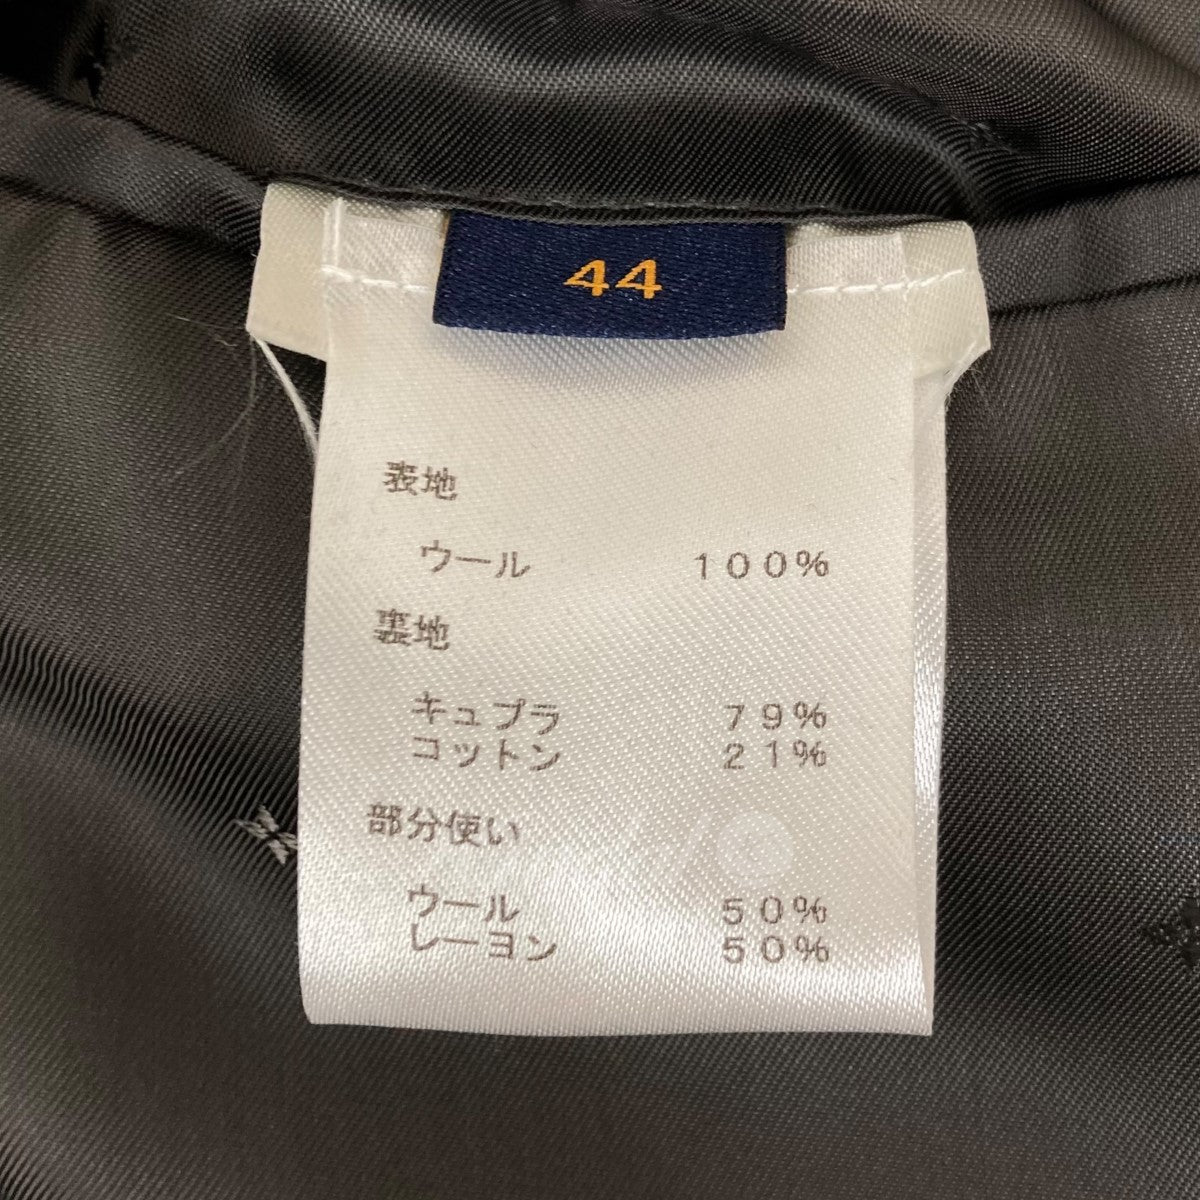 44
表地
ウール 100%
裏地
キュプラ 79%
コットン 21%
部分使い
ウール 50%
レーヨン 50%